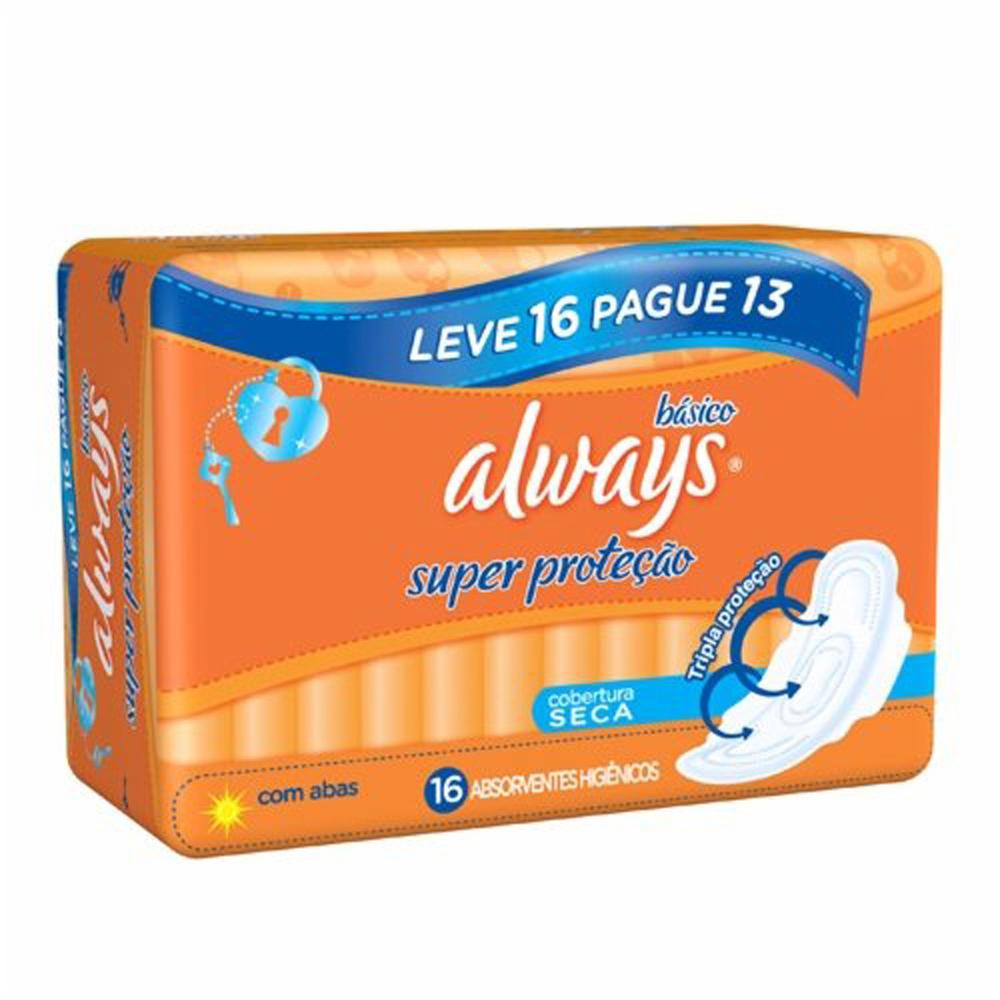 LEVE 16 PAGUE 13
básico
always®
super proteção
Tripla proteção
cobertura
SECA
com abas
16 ABSORVENTES HIGIÊNICOS
LEVE 16 PAGUE 13
básico
always
super proteção